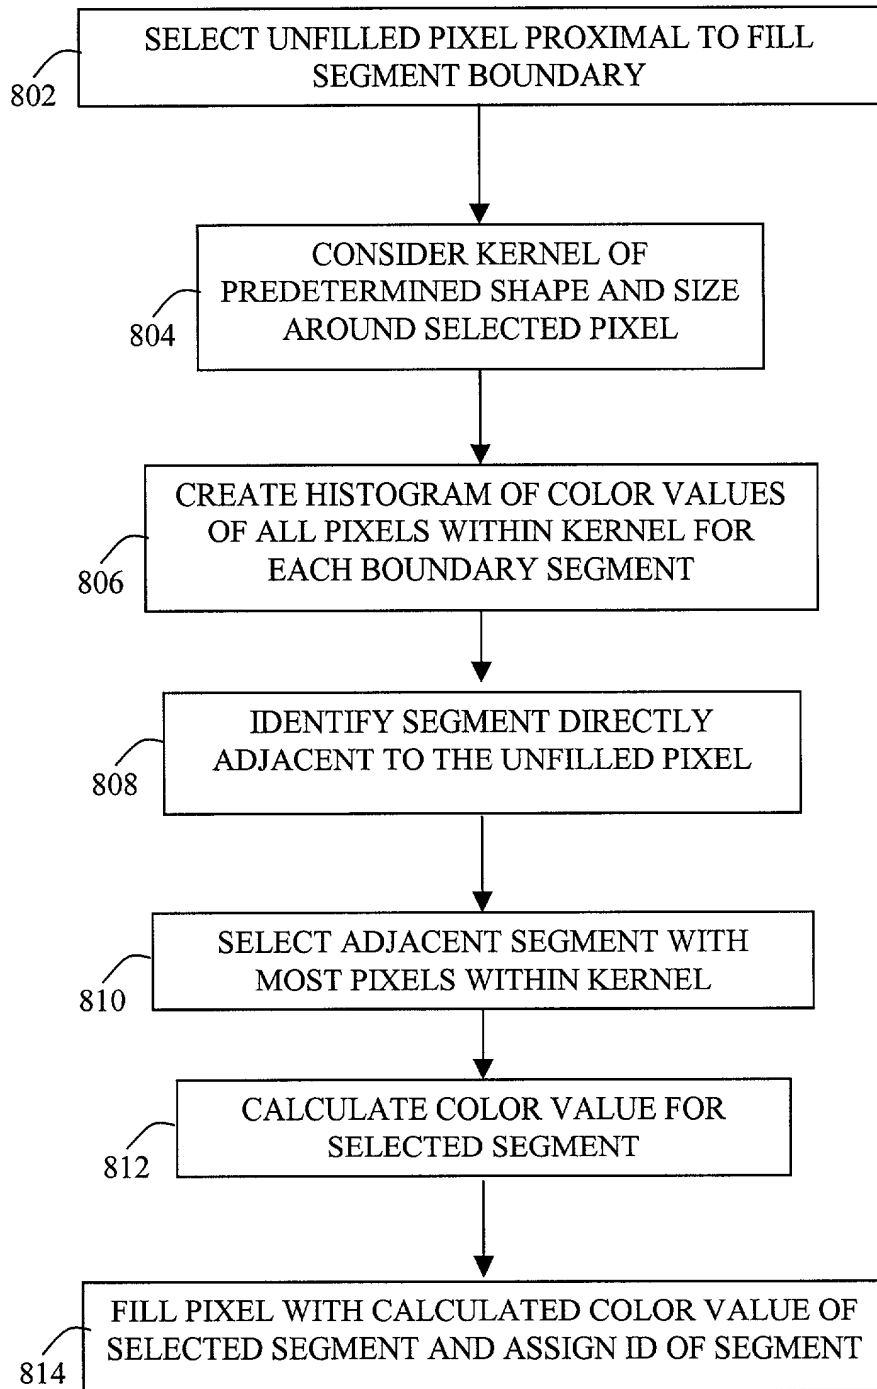 SELECT UNFILLED PIXEL PROXIMAL TO FILL
SEGMENT BOUNDARY
802
CONSIDER KERNEL OF
PREDETERMINED SHAPE AND SIZE
AROUND SELECTED PIXEL
804
CREATE HISTOGRAM OF COLOR VALUES
OF ALL PIXELS WITHIN KERNEL FOR
EACH BOUNDARY SEGMENT
806
IDENTIFY SEGMENT DIRECTLY
ADJACENT TO THE UNFILLED PIXEL
808
SELECT ADJACENT SEGMENT WITH
MOST PIXELS WITHIN KERNEL
810
CALCULATE COLOR VALUE FOR
SELECTED SEGMENT
812
FILL PIXEL WITH CALCULATED COLOR VALUE OF
SELECTED SEGMENT AND ASSIGN ID OF SEGMENT
814